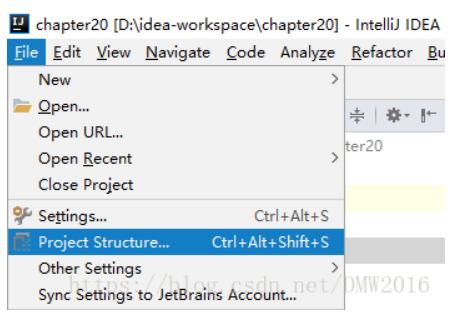 chapter20 [D:\idea-workspace\chapter20] - IntelliJ IDEA
File Edit View Navigate Code Analyze Refactor Bu
New
Open...
Open URL...
ter20
Open Recent
Close Project
Settings... Ctrl+Alt+S
Project Structure... Ctrl+Alt+Shift+S
Other Settings
https://blog.csdn.net/DMW2016
Sync Settings to JetBrains Account...